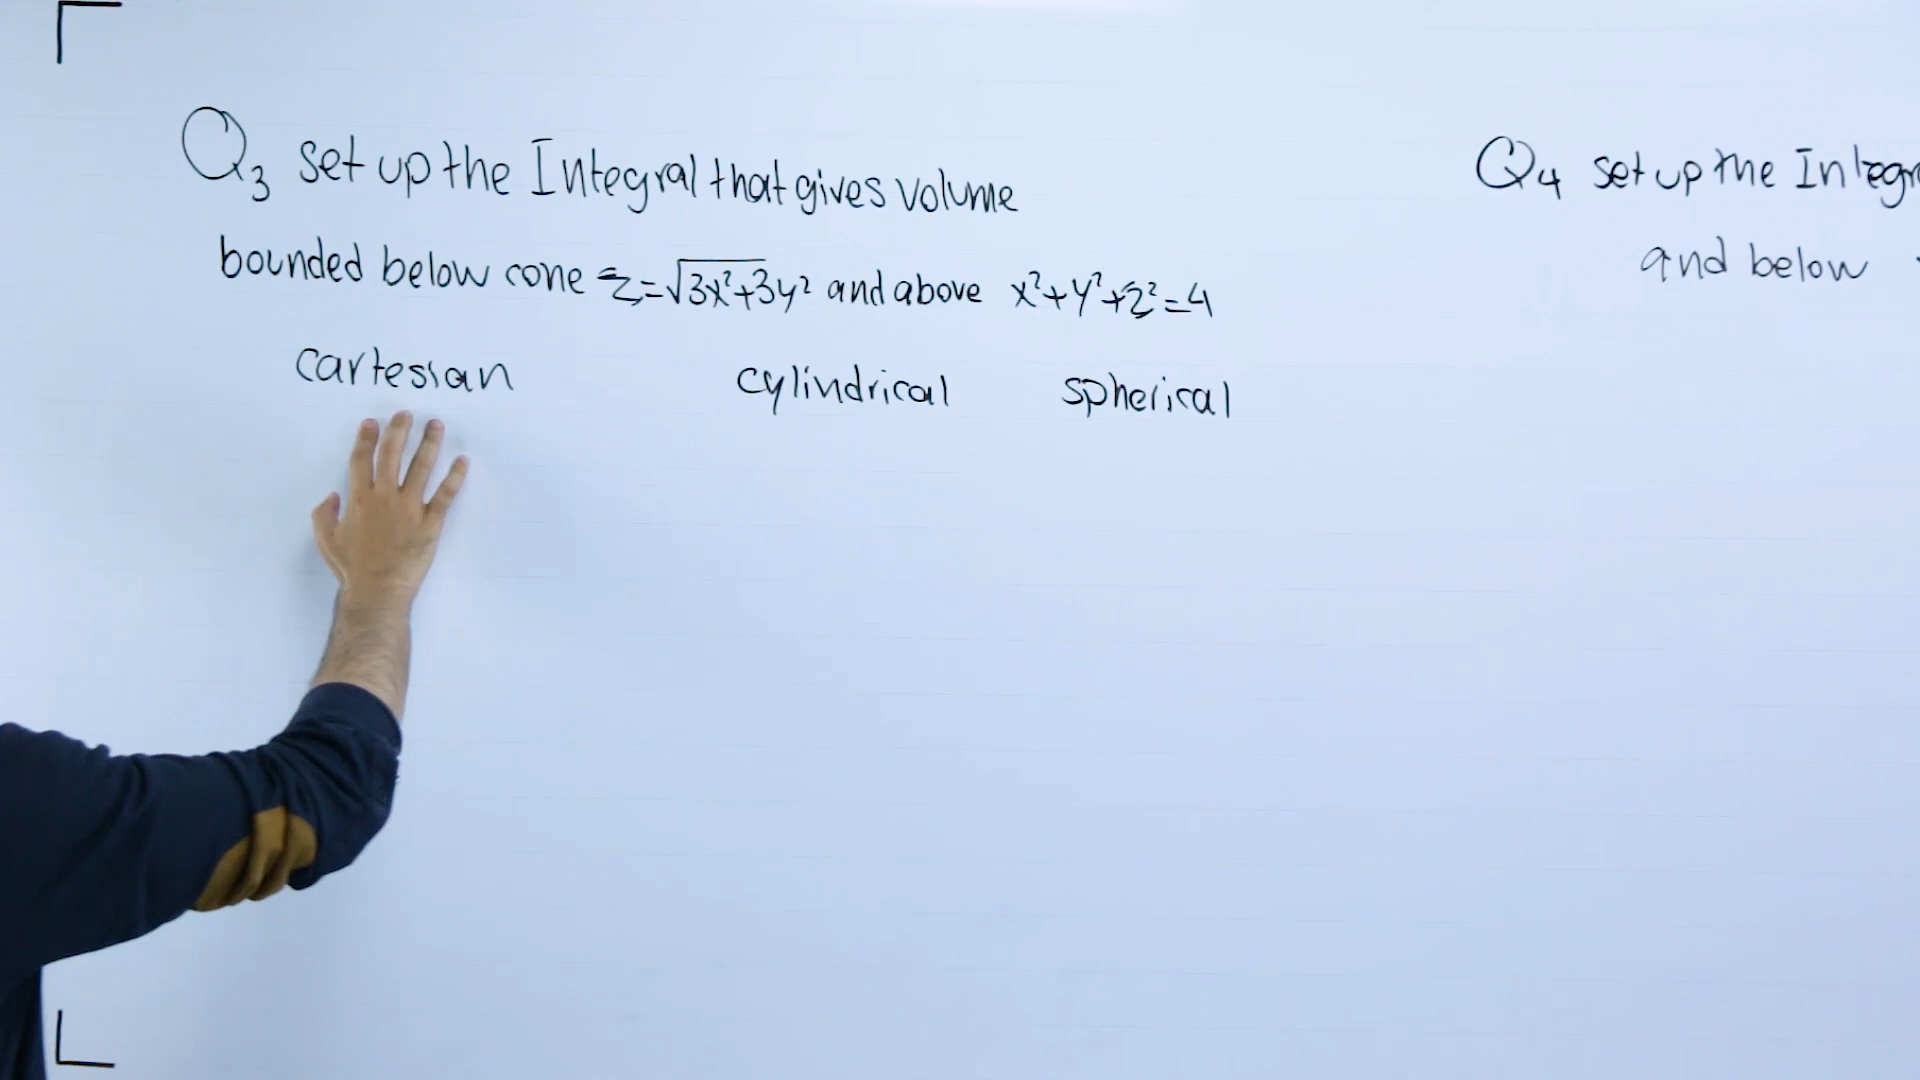 Q3 set up the Integral that gives volume
bounded below cone z=√3x²+3y² and above x²+y²+z²=4
cartesian cylindrical spherical
Q4 set up the Integr
and below